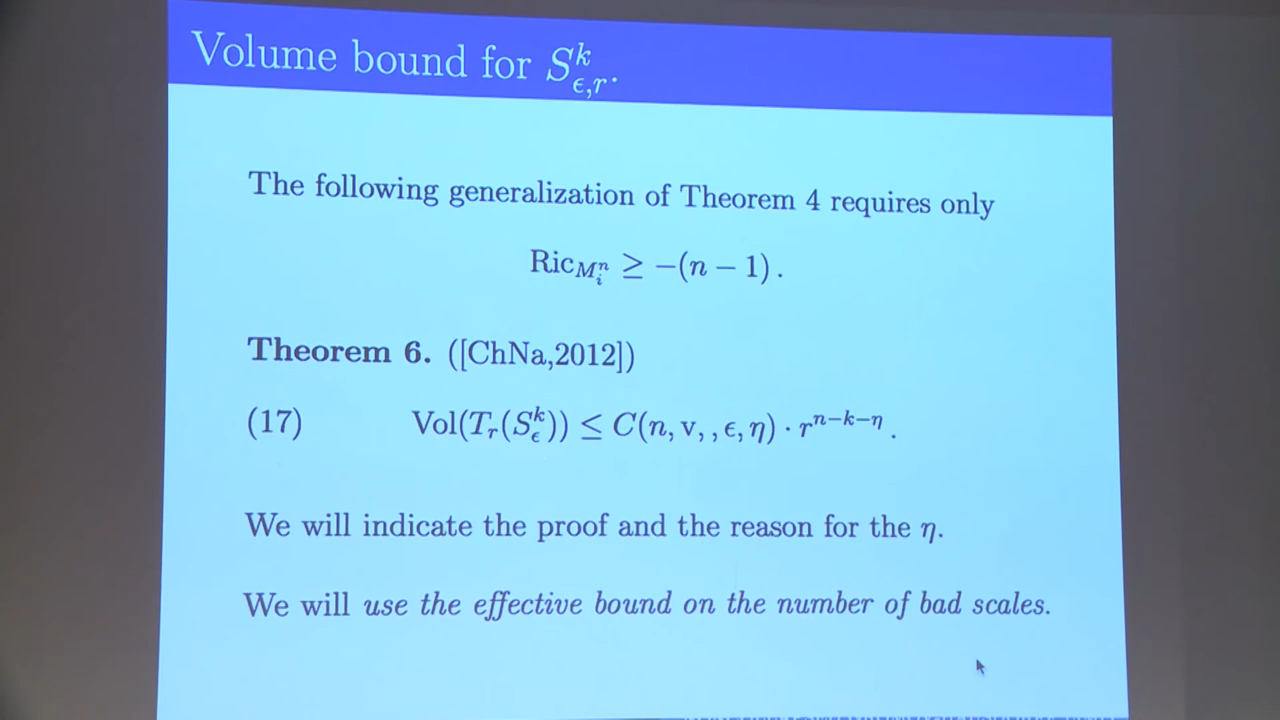 Volume bound for $S^k_{\epsilon,r}$.
The following generalization of Theorem 4 requires only
$\mathrm{Ric}_{M^n_i} \geq -(n-1)\,.$
Theorem 6. ([ChNa,2012])
(17) $\mathrm{Vol}(T_r(S^k_\epsilon)) \leq C(n, \mathrm{v}, , \epsilon, \eta) \cdot r^{n-k-\eta}\,.$
We will indicate the proof and the reason for the $\eta$.
We will use the effective bound on the number of bad scales.